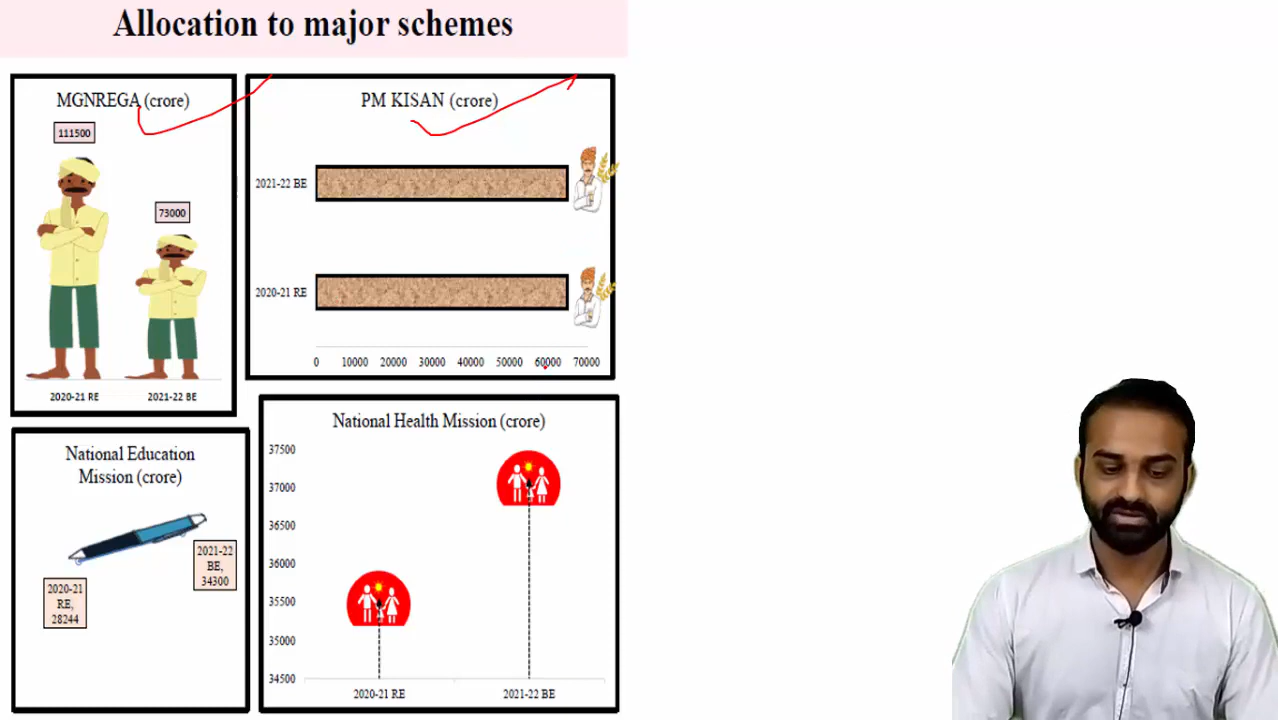 Allocation to major schemes
MGNREGA (crore)
111500
73000
2020-21 RE
2021-22 BE
PM KISAN (crore)
2021-22 BE
2020-21 RE
0 10000 20000 30000 40000 50000 60000 70000
National Education
Mission (crore)
2021-22
BE,
34300
2020-21
RE,
28244
National Health Mission (crore)
37500
37000
36500
36000
35500
35000
34500
2020-21 RE
2021-22 BE